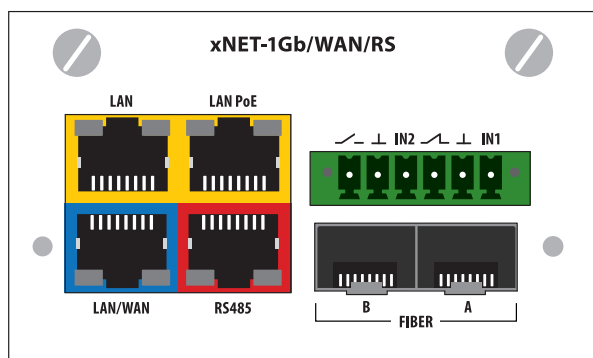 xNET-1Gb/WAN/RS
LAN LAN PoE
IN2 IN1
LAN/WAN RS485
B A
FIBER